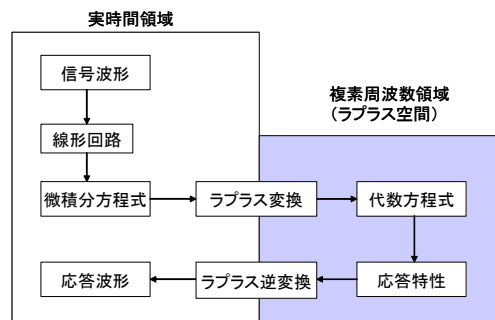 実時間領域
信号波形
複素周波数領域
(ラプラス空間)
線形回路
微積分方程式
ラプラス変換
代数方程式
応答波形
ラプラス逆変換
応答特性